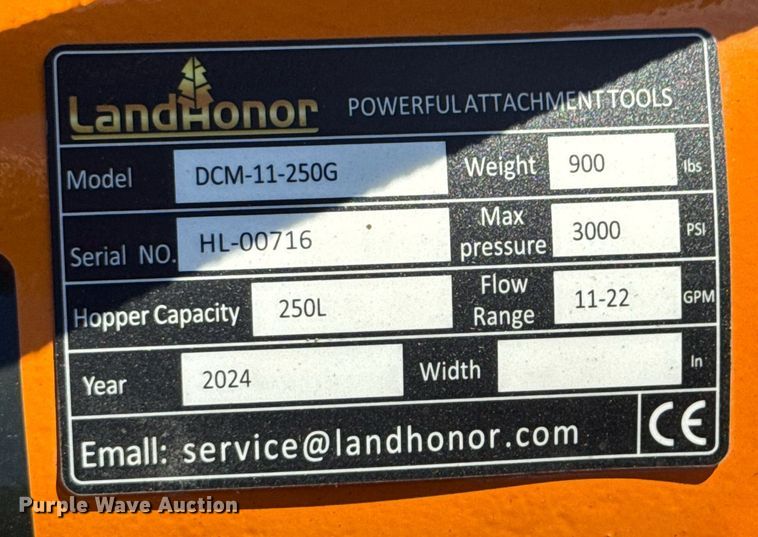 LandHonor POWERFUL ATTACHMENT TOOLS
Model DCM-11-250G Weight 900 lbs
Serial NO. HL-00716 Max pressure 3000 PSI
Hopper Capacity 250L Flow Range 11-22 GPM
Year 2024 Width In
Emall: service@landhonor.com CE
Purple Wave Auction